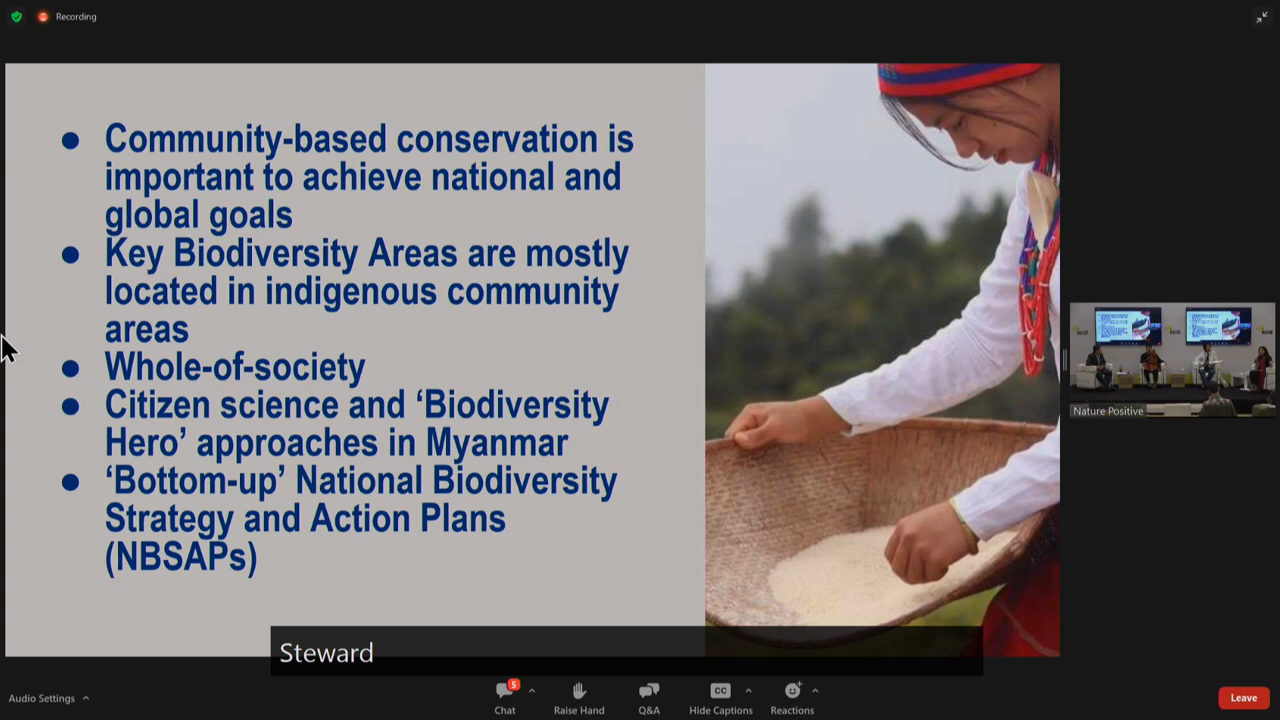 Recording
● Community-based conservation is
important to achieve national and
global goals
● Key Biodiversity Areas are mostly
located in indigenous community
areas
● Whole-of-society
● Citizen science and ‘Biodiversity
Hero’ approaches in Myanmar
● ‘Bottom-up’ National Biodiversity
Strategy and Action Plans
(NBSAPs)
Nature Positive
Steward
Audio Settings
5
Chat
Raise Hand
Q&A
CC
Hide Captions
Reactions
Leave